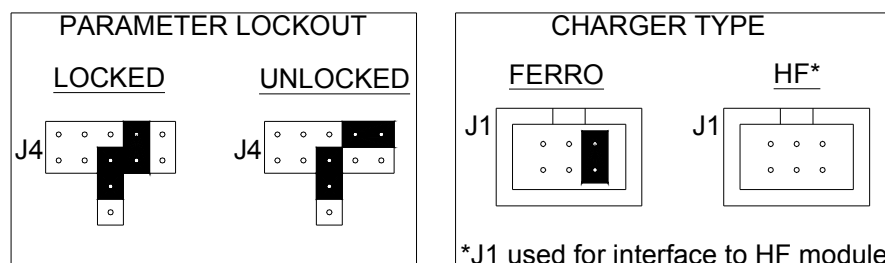 PARAMETER LOCKOUT
LOCKED
UNLOCKED
J4
J4
CHARGER TYPE
FERRO
HF*
J1
J1
*J1 used for interface to HF module